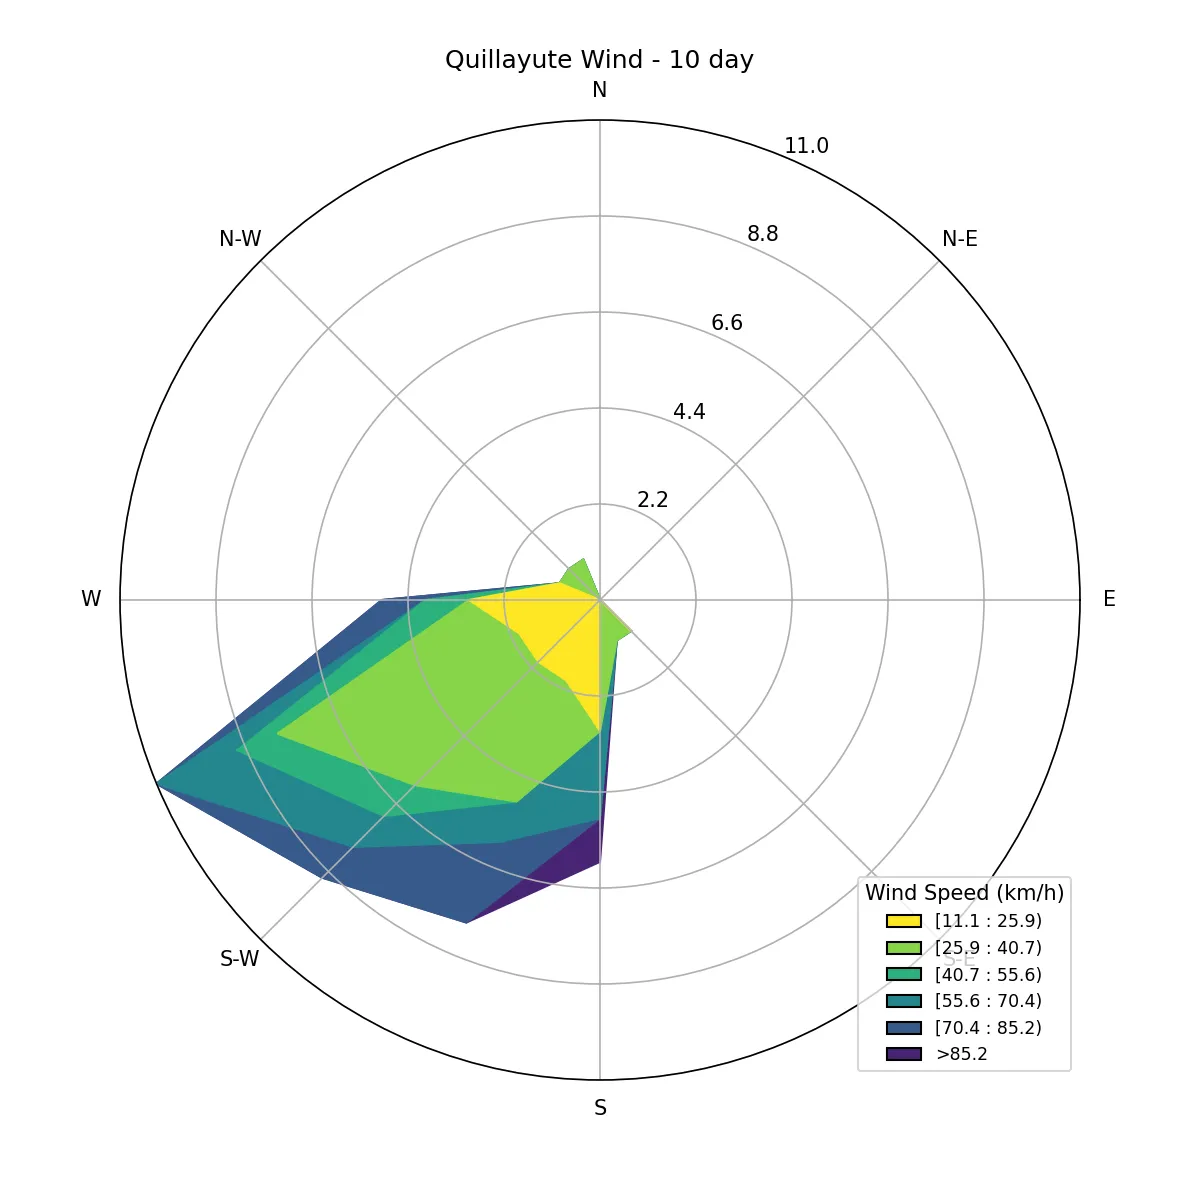 Quillayute Wind - 10 day
N
11.0
N-W
8.8
N-E
6.6
4.4
2.2
W
E
S-W
S-E
Wind Speed (km/h)
[11.1 : 25.9)
[25.9 : 40.7)
[40.7 : 55.6)
[55.6 : 70.4)
[70.4 : 85.2)
>85.2
S